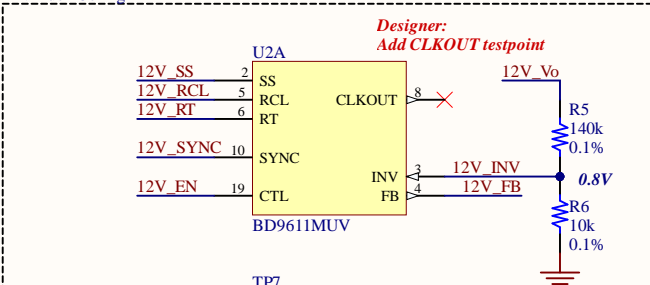 Designer:
Add CLKOUT testpoint
U2A
12V_SS 2 SS
12V_RCL 5 RCL
12V_RT 6 RT
12V_SYNC 10 SYNC
12V_EN 19 CTL
CLKOUT 8
INV 3 12V_INV
FB 4 12V_FB
BD9611MUV
12V_Vo
R5
140k
0.1%
0.8V
R6
10k
0.1%
TP7